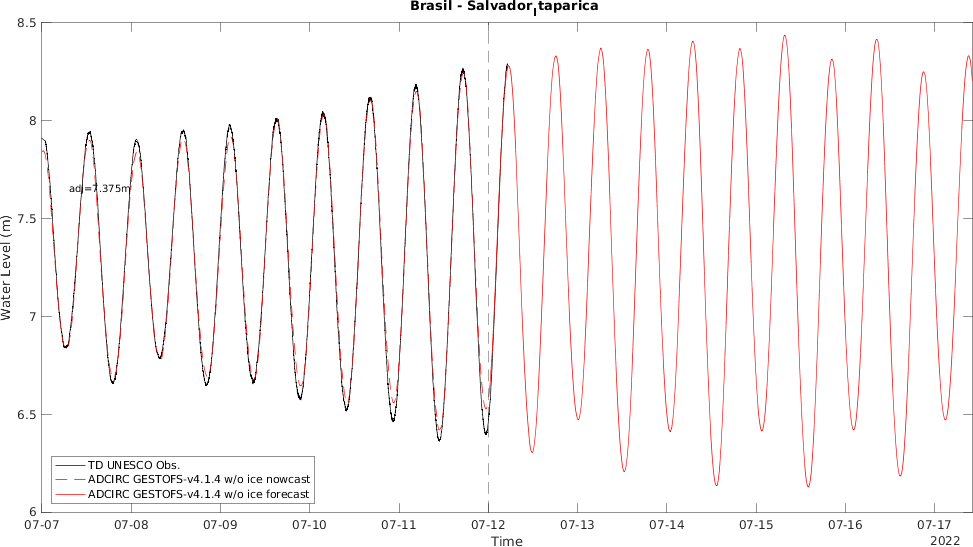 Brasil - Salvador_Itaparica
8.5
8
7.5
7
6.5
6
Water Level (m)
adj=7.375m
TD UNESCO Obs.
ADCIRC GESTOFS-v4.1.4 w/o ice nowcast
ADCIRC GESTOFS-v4.1.4 w/o ice forecast
07-07 07-08 07-09 07-10 07-11 07-12 07-13 07-14 07-15 07-16 07-17
Time
2022